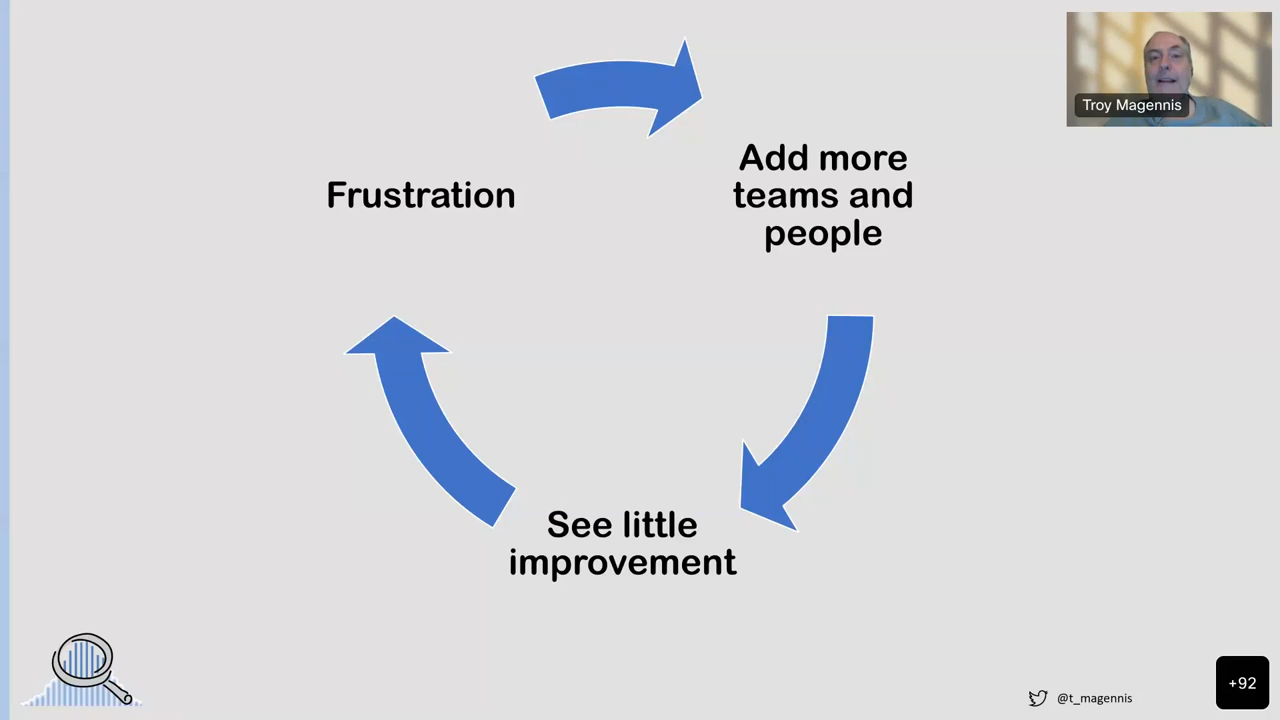 Troy Magennis
Frustration
Add more
teams and
people
See little
improvement
@t_magennis
+92